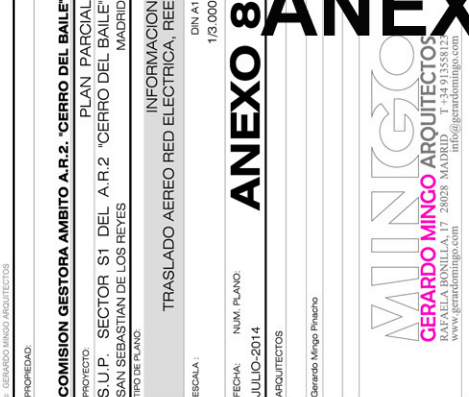 © GERARDO MINGO ARQUITECTOS
PROPIEDAD:
COMISION GESTORA AMBITO A.R.2. "CERRO DEL BAILE"
PROYECTO:
PLAN PARCIAL
S.U.P. SECTOR S1 DEL A.R.2 "CERRO DEL BAILE"
SAN SEBASTIAN DE LOS REYES MADRID
TIPO DE PLANO:
INFORMACION
TRASLADO AEREO RED ELECTRICA, REE
ESCALA :
DIN A1
1/3.000
FECHA: NUM. PLANO:
JULIO-2014
ANEXO 8
ANEX
ARQUITECTOS
Gerardo Mingo Pinacho
MINGO
GERARDO MINGO ARQUITECTOS
RAFAELA BONILLA, 17 28028 MADRID T +34 913558123
www.gerardomingo.com info@gerardomingo.com